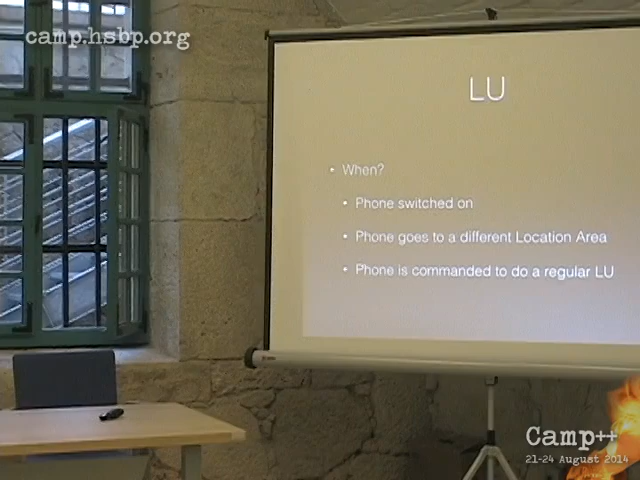 camp.hsbp.org
LU
• When?
• Phone switched on
• Phone goes to a different Location Area
• Phone is commanded to do a regular LU
Camp++
21-24 August 2014